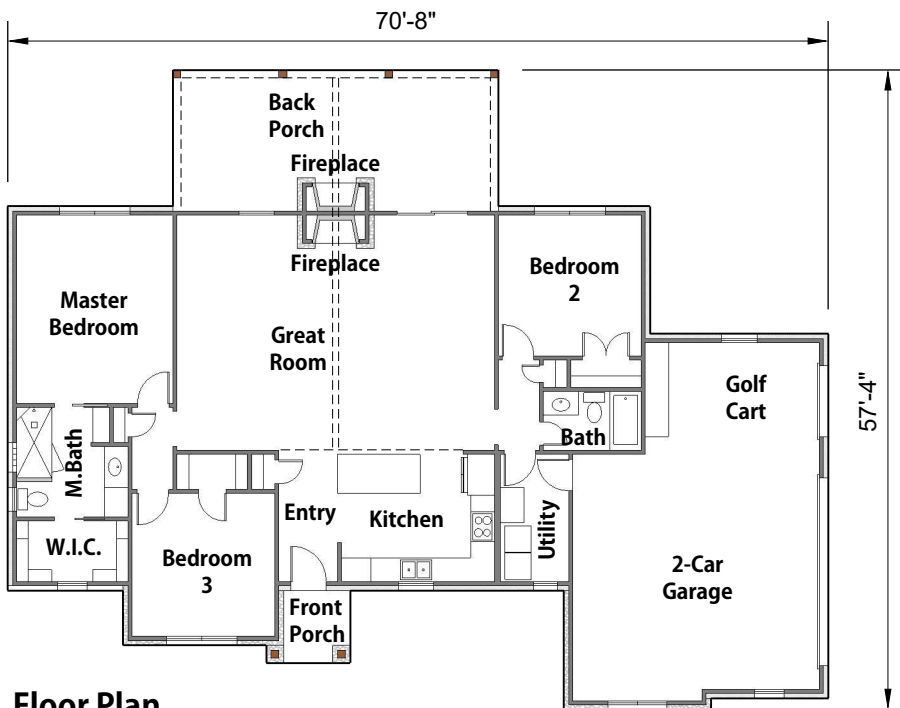 70'-8"
Back
Porch
Fireplace
Fireplace
Bedroom
2
Master
Bedroom
Great
Room
Golf
Cart
57'-4"
M.Bath
Bath
Entry
Kitchen
Utility
W.I.C.
Bedroom
3
2-Car
Garage
Front
Porch
Floor Plan